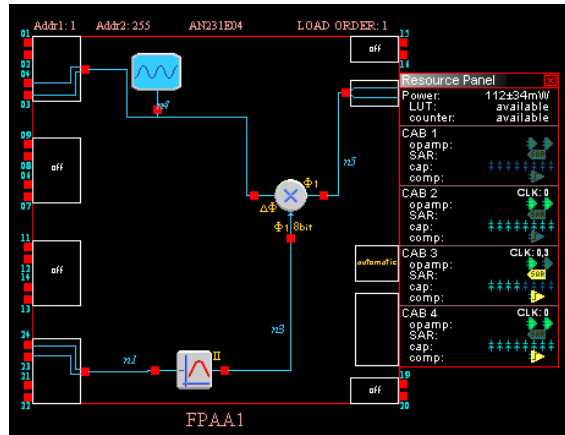 Addr1: 1 Addr2: 255 AN231E04 LOAD ORDER: 1
01
02
04
03
09
08
07
off
11
12
14
13
off
24
23
21
22
n1
n4
ΔΦ
Φ1
Φ1 8bit
n5
n3
II
15
off
16
automatic
19
off
20
FPAA1
Resource Panel
Power: 112±34mW
LUT: available
counter: available
CAB 1
opamp:
SAR: SAR
cap:
comp:
CAB 2 CLK: 0
opamp:
SAR: SAR
cap:
comp:
CAB 3 CLK: 0,3
opamp:
SAR: SAR
cap:
comp:
CAB 4 CLK: 0
opamp:
SAR: SAR
cap:
comp: